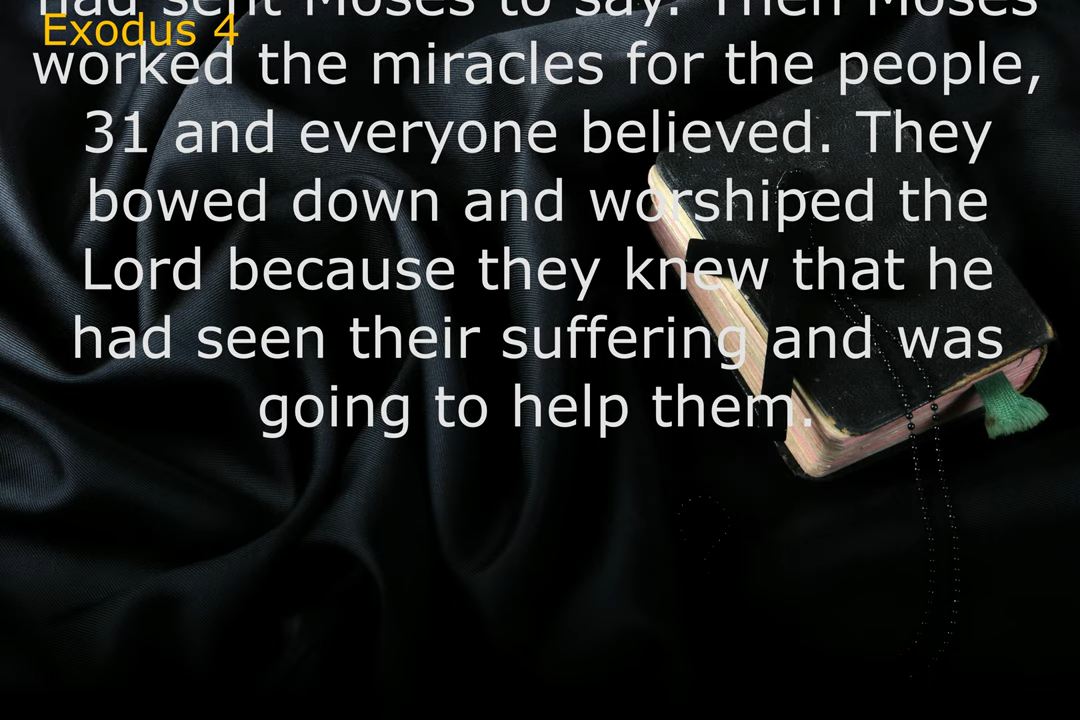 had sent Moses to say. Then Moses
Exodus 4
worked the miracles for the people,
31 and everyone believed. They
bowed down and worshiped the
Lord because they knew that he
had seen their suffering and was
going to help them.